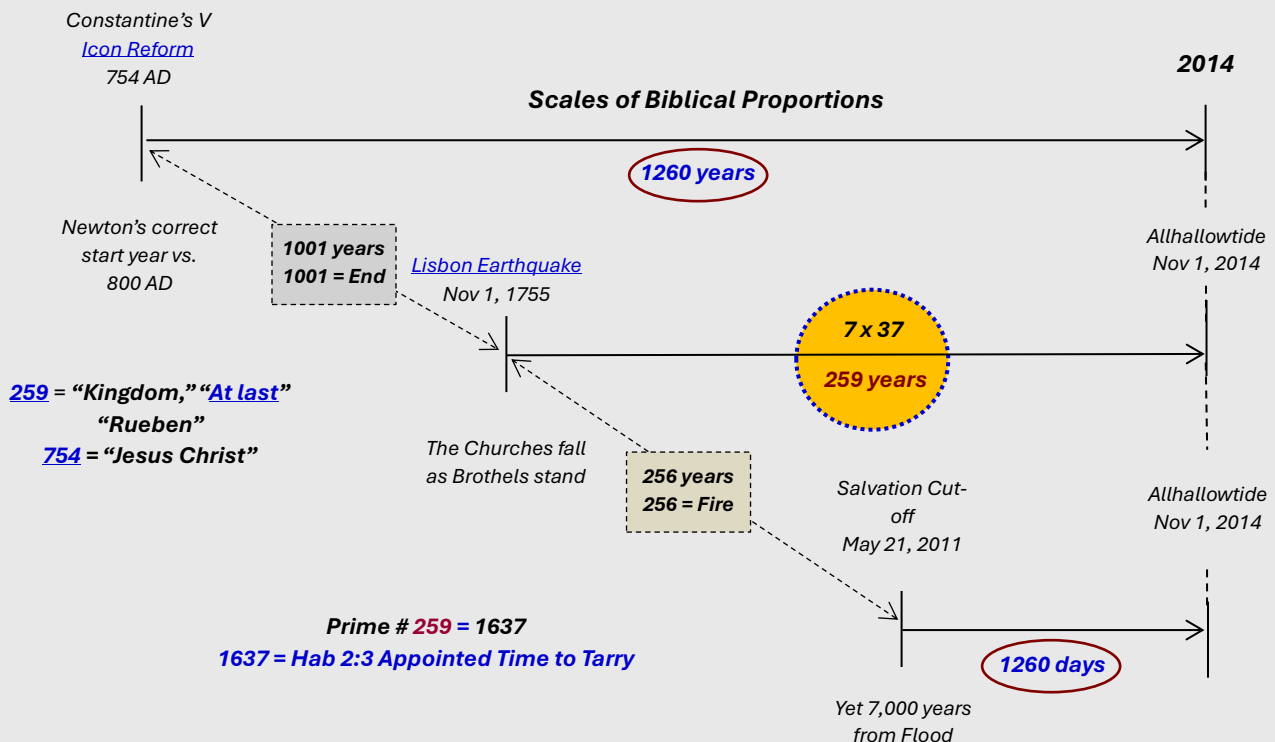 Constantine’s V
Icon Reform
754 AD
2014
Scales of Biblical Proportions
1260 years
Newton’s correct
start year vs.
800 AD
1001 years
1001 = End
Lisbon Earthquake
Nov 1, 1755
Allhallowtide
Nov 1, 2014
7 x 37
259 years
259 = “Kingdom,” “At last”
“Rueben”
754 = “Jesus Christ”
The Churches fall
as Brothels stand
256 years
256 = Fire
Salvation Cut-
off
May 21, 2011
Allhallowtide
Nov 1, 2014
Prime # 259 = 1637
1637 = Hab 2:3 Appointed Time to Tarry
1260 days
Yet 7,000 years
from Flood